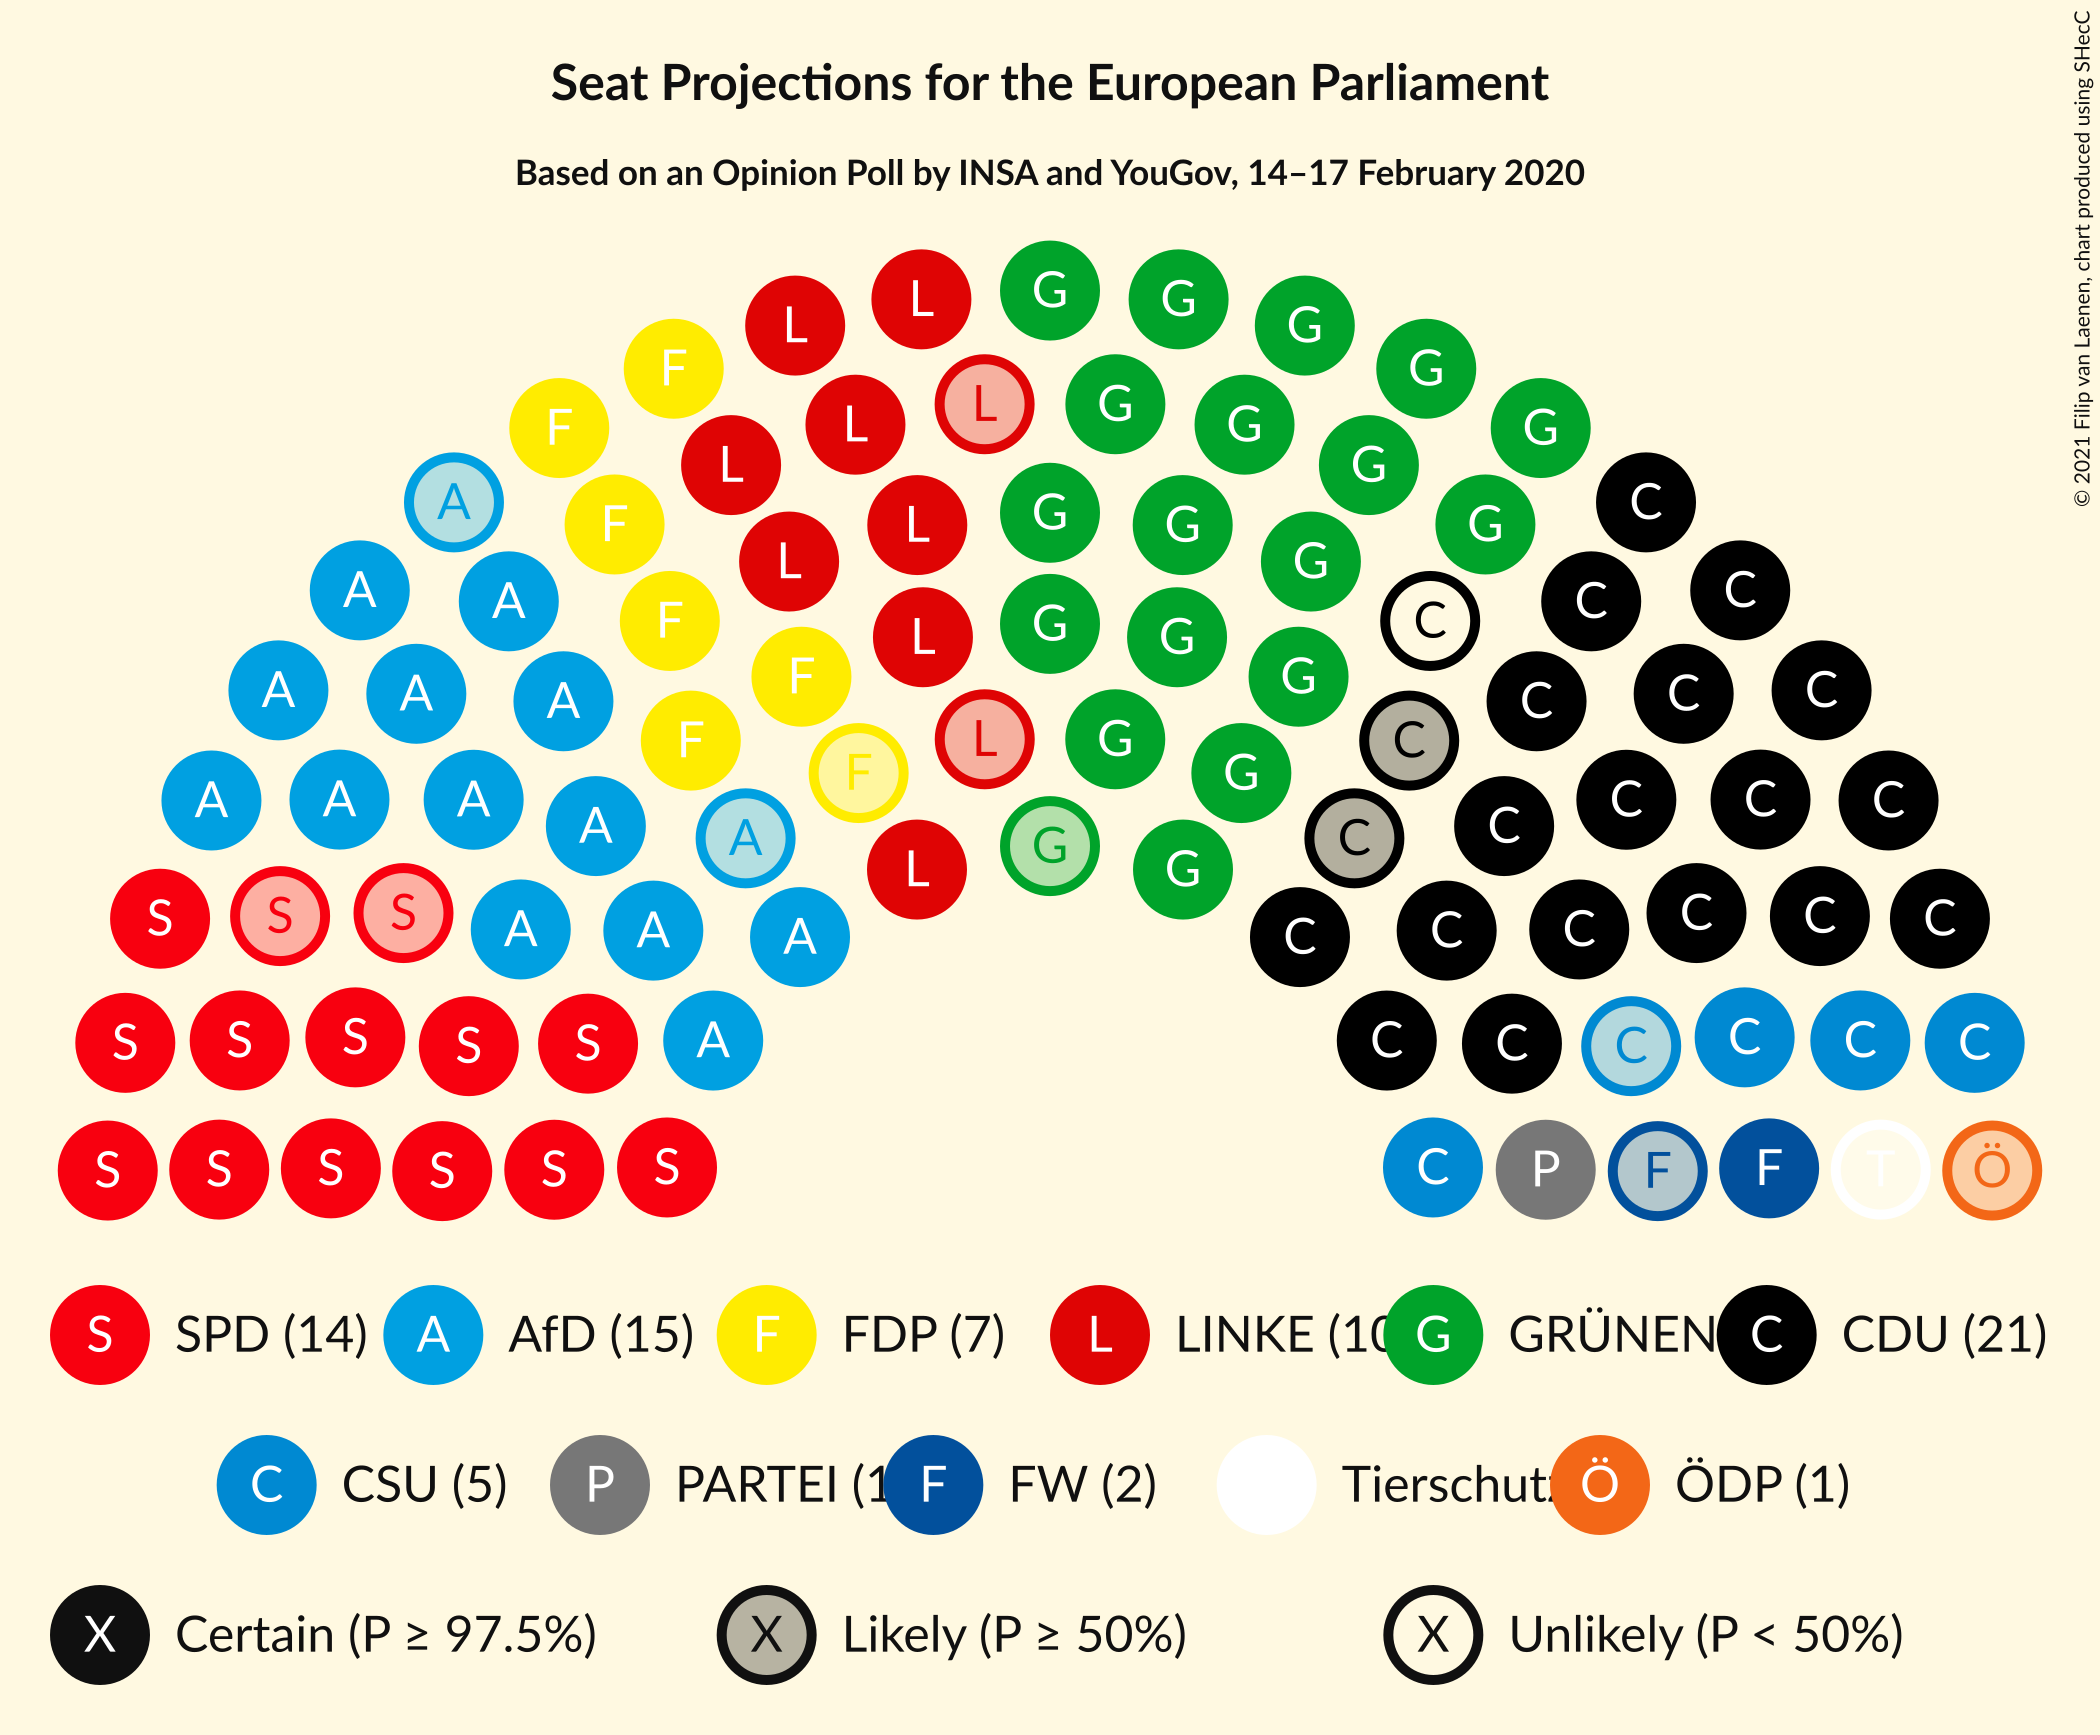 Seat Projections for the European Parliament
Based on an Opinion Poll by INSA and YouGov, 14–17 February 2020
© 2021 Filip van Laenen, chart produced using SHecC
L G G
L G
F G
L L G
F L G G
F L G
A F L G G G C
F L G C
A A L G G C C C
F G
A A A F G C C C
F L G C
A A A F G C C C
A A G C C
L G
S S S A A A C C C C C C
S S S S S A C C C C C C
S S S S S S C P F F T Ö
S SPD (14) A AfD (15) F FDP (7) L LINKE (10 G GRÜNEN C CDU (21)
C CSU (5) P PARTEI (1 F FW (2) Tierschutz Ö ÖDP (1)
X Certain (P ≥ 97.5%) X Likely (P ≥ 50%) X Unlikely (P < 50%)